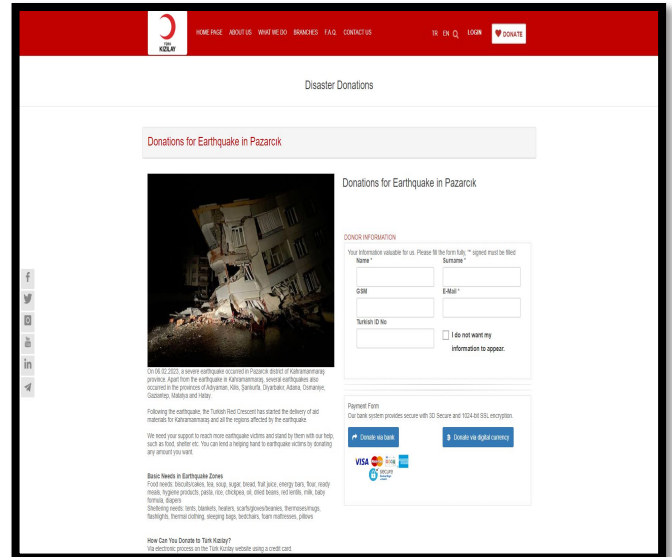 TÜRK
KIZILAY
HOME PAGE ABOUT US WHAT WE DO BRANCHES F.A.Q. CONTACT US TR EN LOGIN DONATE
Disaster Donations
Donations for Earthquake in Pazarcık
On 06.02.2023, a severe earthquake occurred in Pazarcık district of Kahramanmaraş
province. Apart from the earthquake in Kahramanmaraş, several earthquakes also
occurred in the provinces of Adıyaman, Kilis, Şanlıurfa, Diyarbakır, Adana, Osmaniye,
Gaziantep, Malatya and Hatay.
Following the earthquake, the Turkish Red Crescent has started the delivery of aid
materials for Kahramanmaraş and all the regions affected by the earthquake.
We need your support to reach more earthquake victims and stand by them with our help,
such as food, shelter etc. You can lend a helping hand to earthquake victims by donating
any amount you want.
Basic Needs in Earthquake Zones
Food needs: biscuits/cakes, tea, soup, sugar, bread, fruit juice, energy bars, flour, ready
meals, hygiene products, pasta, rice, chickpea, oil, dried beans, red lentils, milk, baby
formula, diapers
Sheltering needs: tents, blankets, heaters, scarfs/gloves/beanies, thermoses/mugs,
flashlights, thermal clothing, sleeping bags, bedchairs, foam mattresses, pillows
How Can You Donate to Türk Kızılay?
Via electronic process on the Türk Kızılay website using a credit card.
Donations for Earthquake in Pazarcık
DONOR INFORMATION
Your Information valuable for us. Please fill the form fully, '*' signed must be filled
Name * Surname *
GSM E-Mail *
Turkish ID No
I do not want my
information to appear.
Payment Form
Our bank system provides secure with 3D Secure and 1024-bit SSL encryption.
Donate via bank $ Donate via digital currency
VISA troy
secure